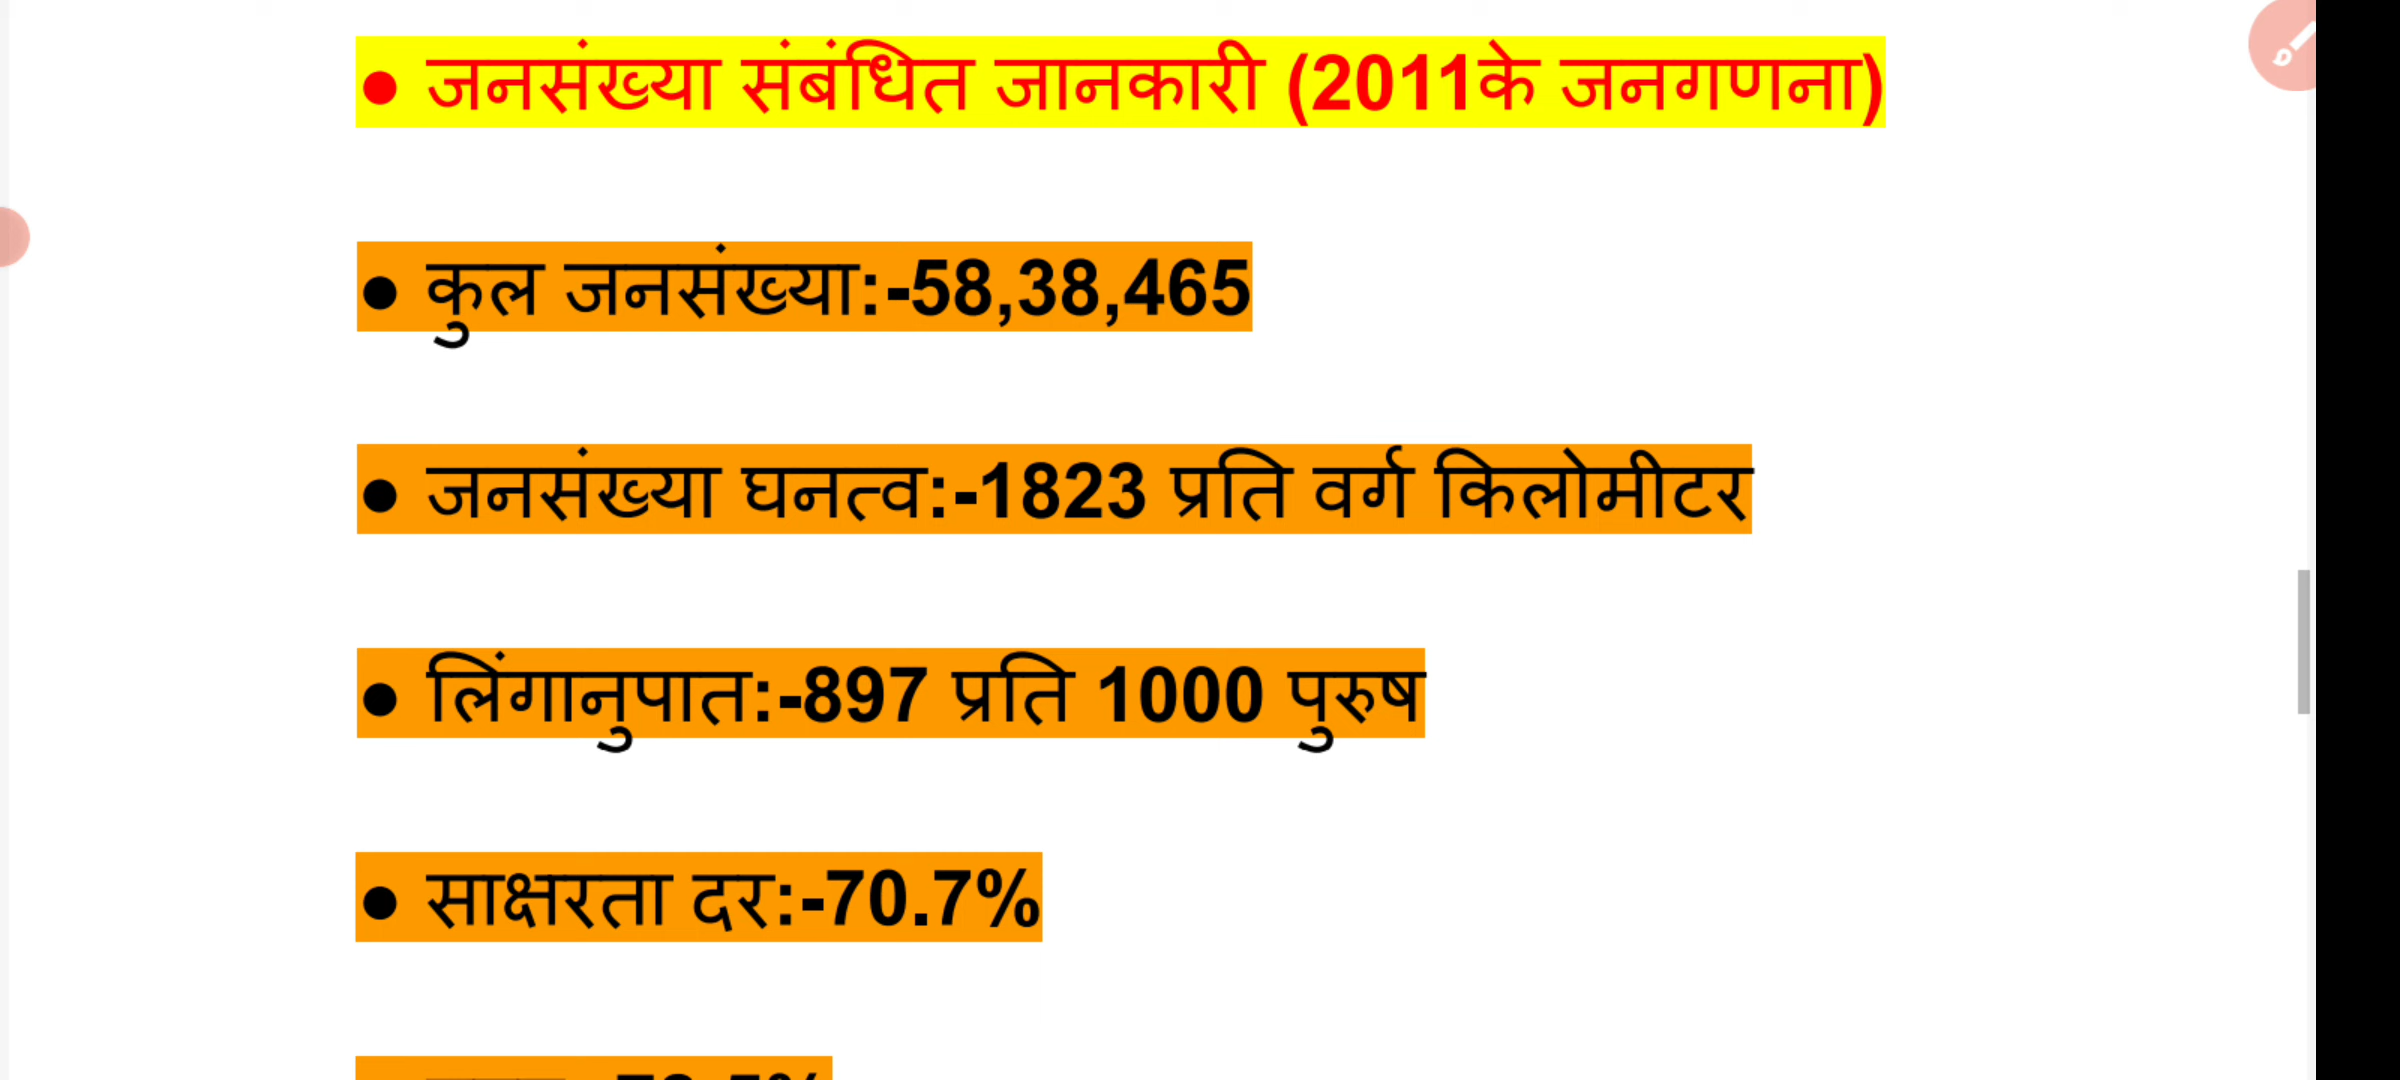 ● जनसंख्या संबंधित जानकारी (2011के जनगणना)
● कुल जनसंख्या:-58,38,465
● जनसंख्या घनत्व:-1823 प्रति वर्ग किलोमीटर
● लिंगानुपात:-897 प्रति 1000 पुरुष
● साक्षरता दर:-70.7%